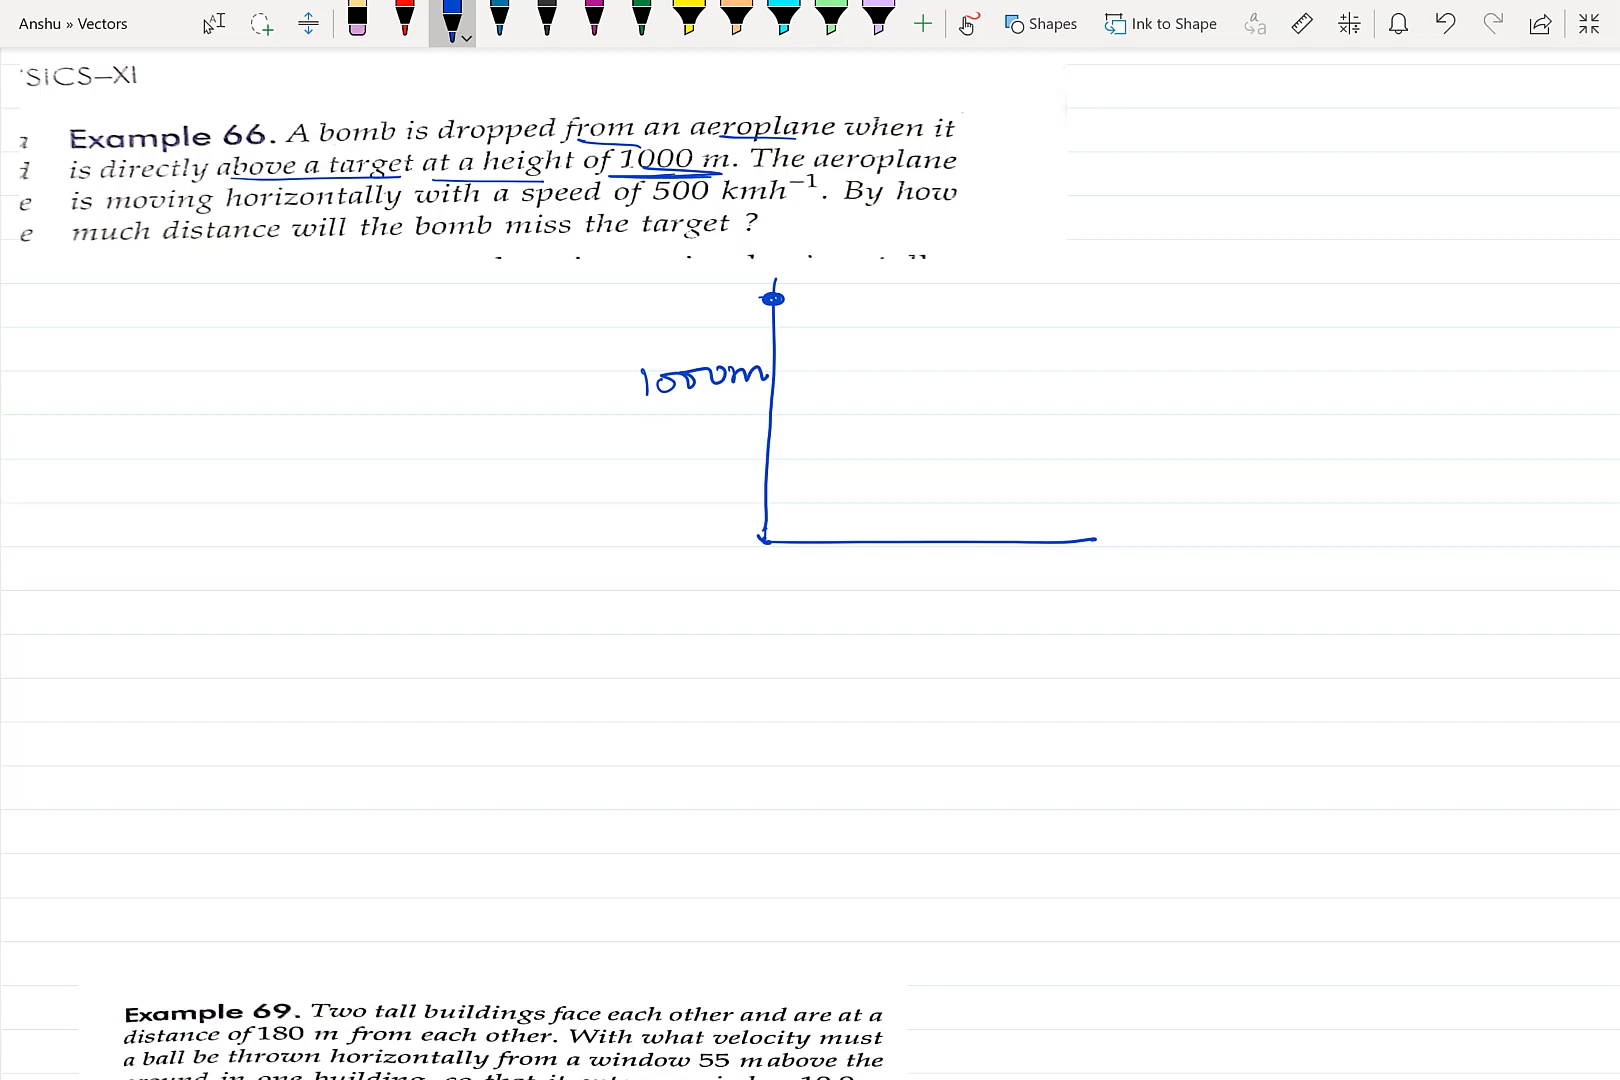 Anshu » Vectors
Shapes
Ink to Shape
SICS–XI
Example 66. A bomb is dropped from an aeroplane when it
is directly above a target at a height of 1000 m. The aeroplane
e is moving horizontally with a speed of 500 kmh⁻¹. By how
e much distance will the bomb miss the target ?
1000m
Example 69. Two tall buildings face each other and are at a
distance of 180 m from each other. With what velocity must
a ball be thrown horizontally from a window 55 m above the